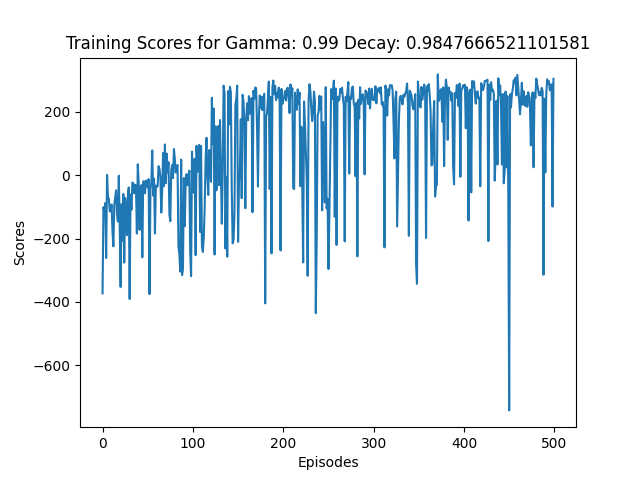 Training Scores for Gamma: 0.99 Decay: 0.9847666521101581
200
0
−200
−400
−600
Scores
0 100 200 300 400 500
Episodes